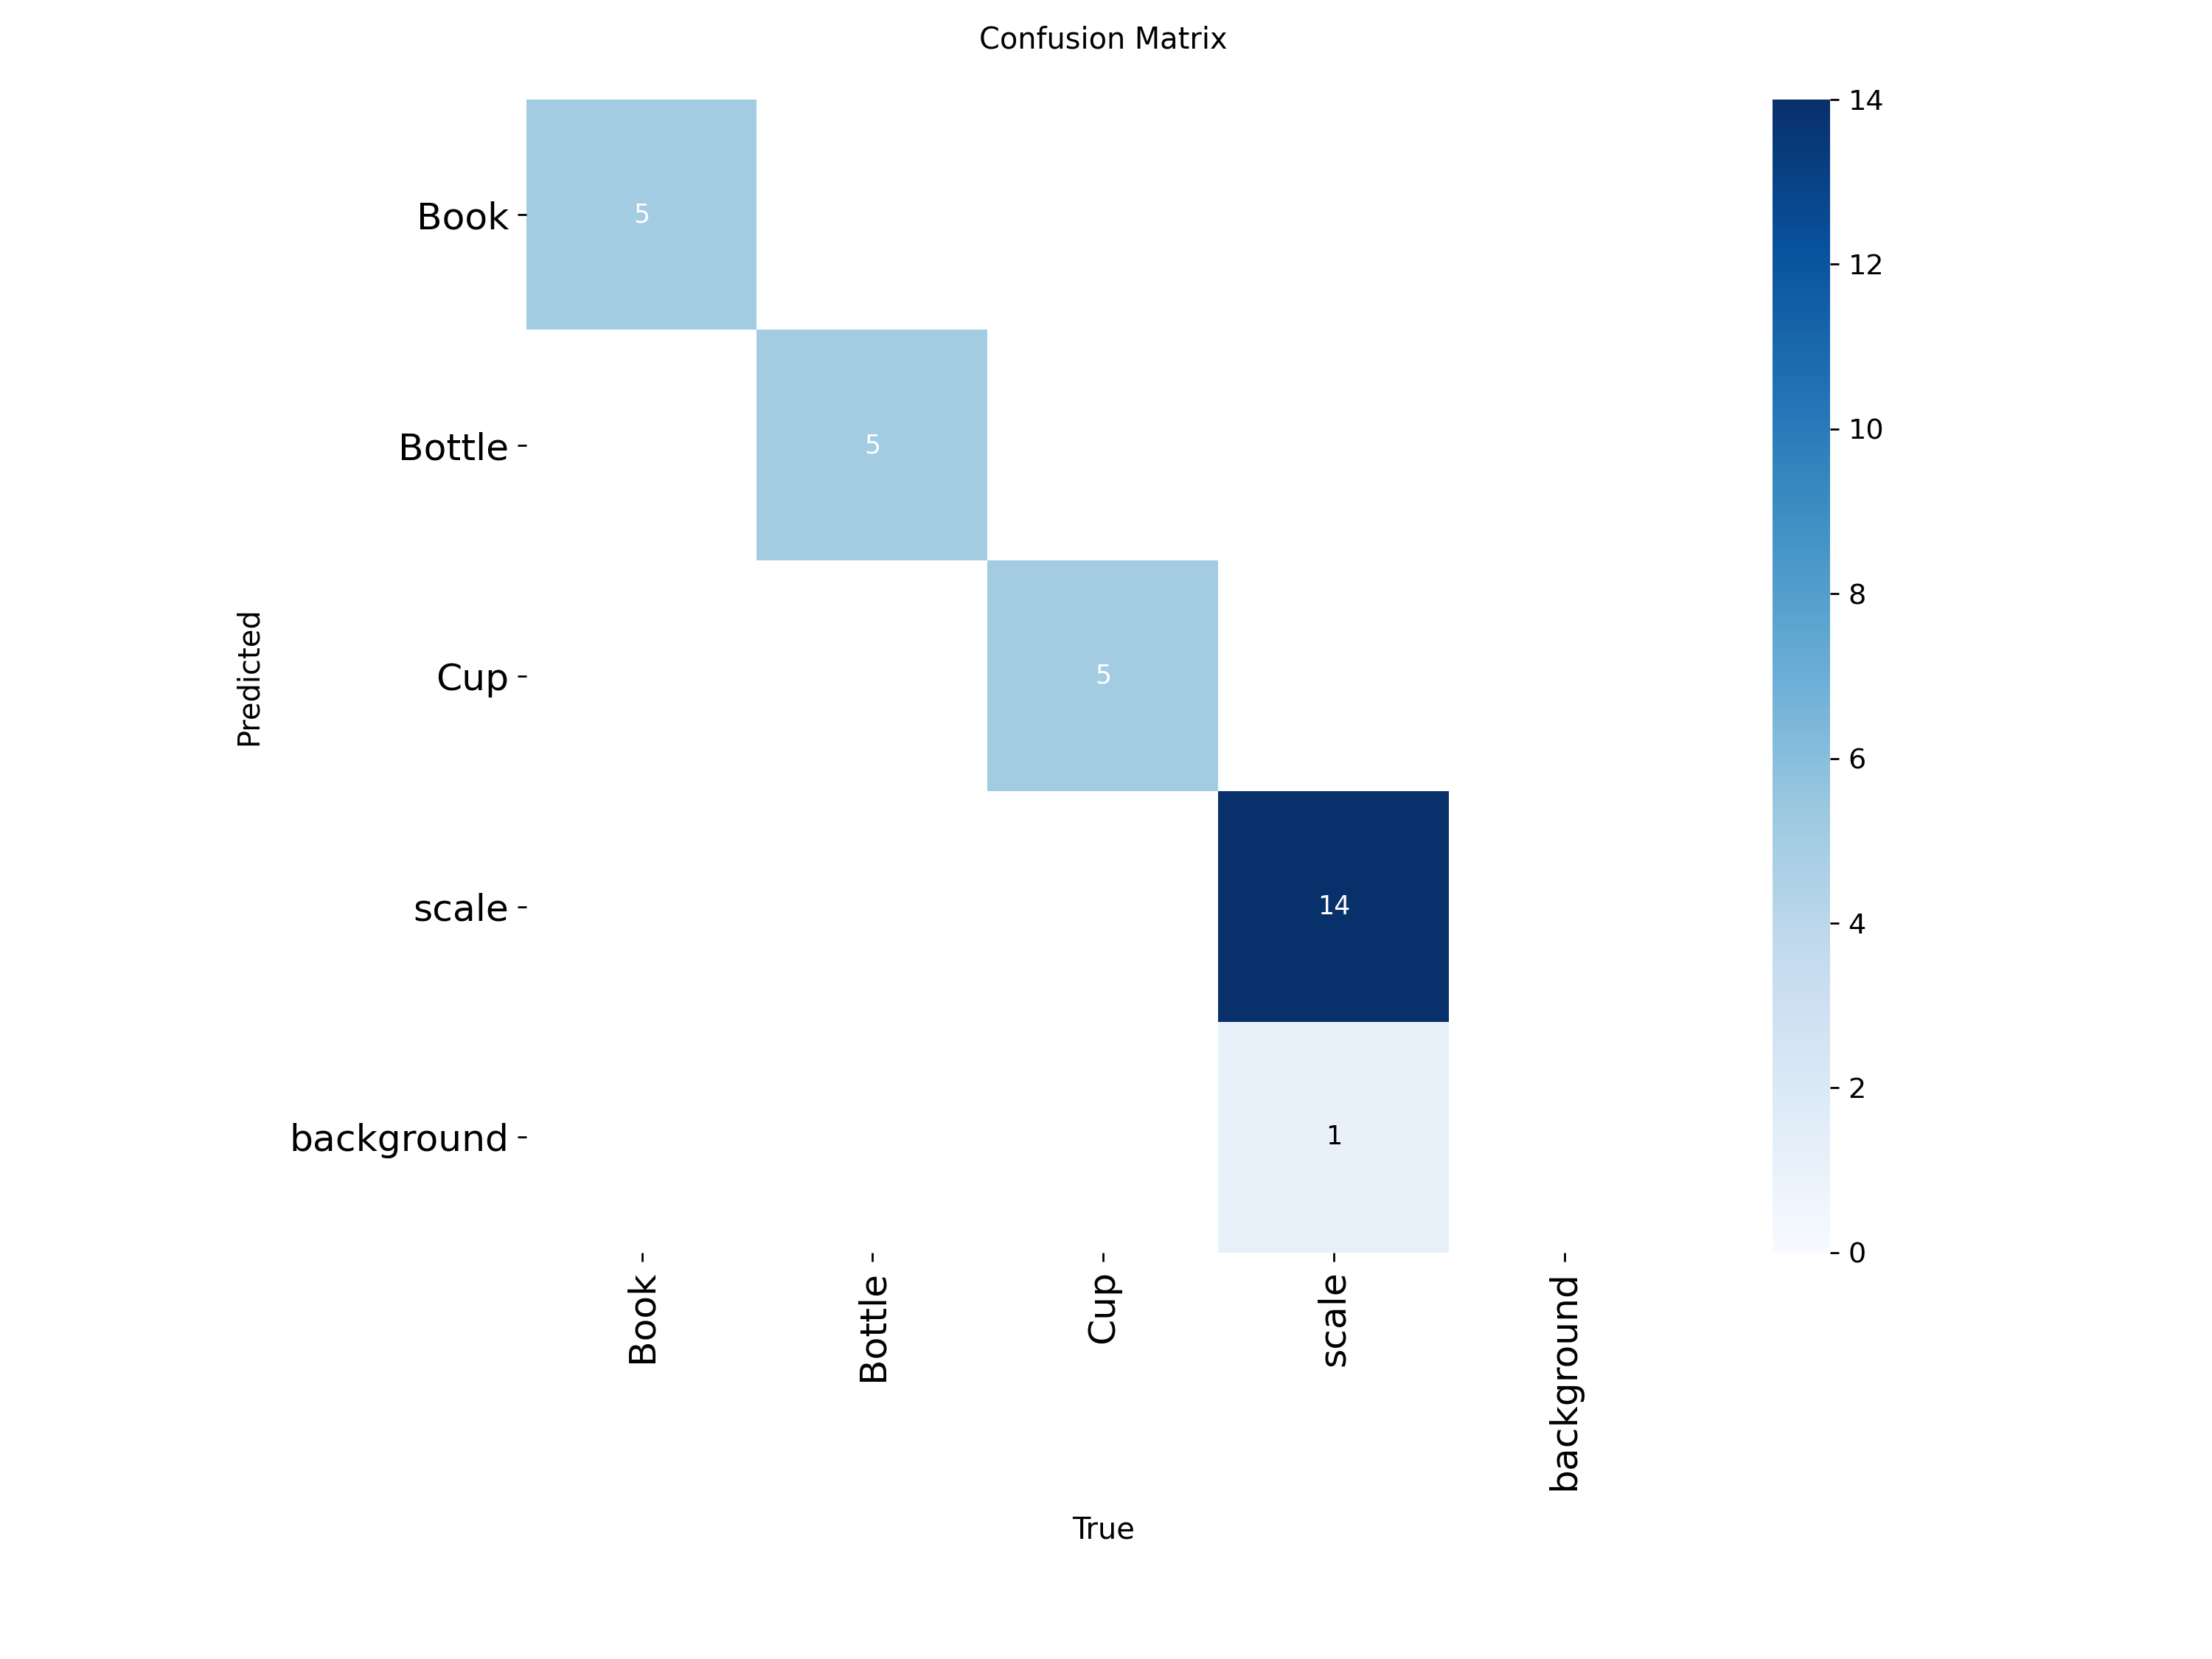 Confusion Matrix
14
Book
5
12
10
Bottle
5
8
Predicted
Cup
5
6
4
scale
14
2
background
1
0
Book
Bottle
Cup
scale
background
True